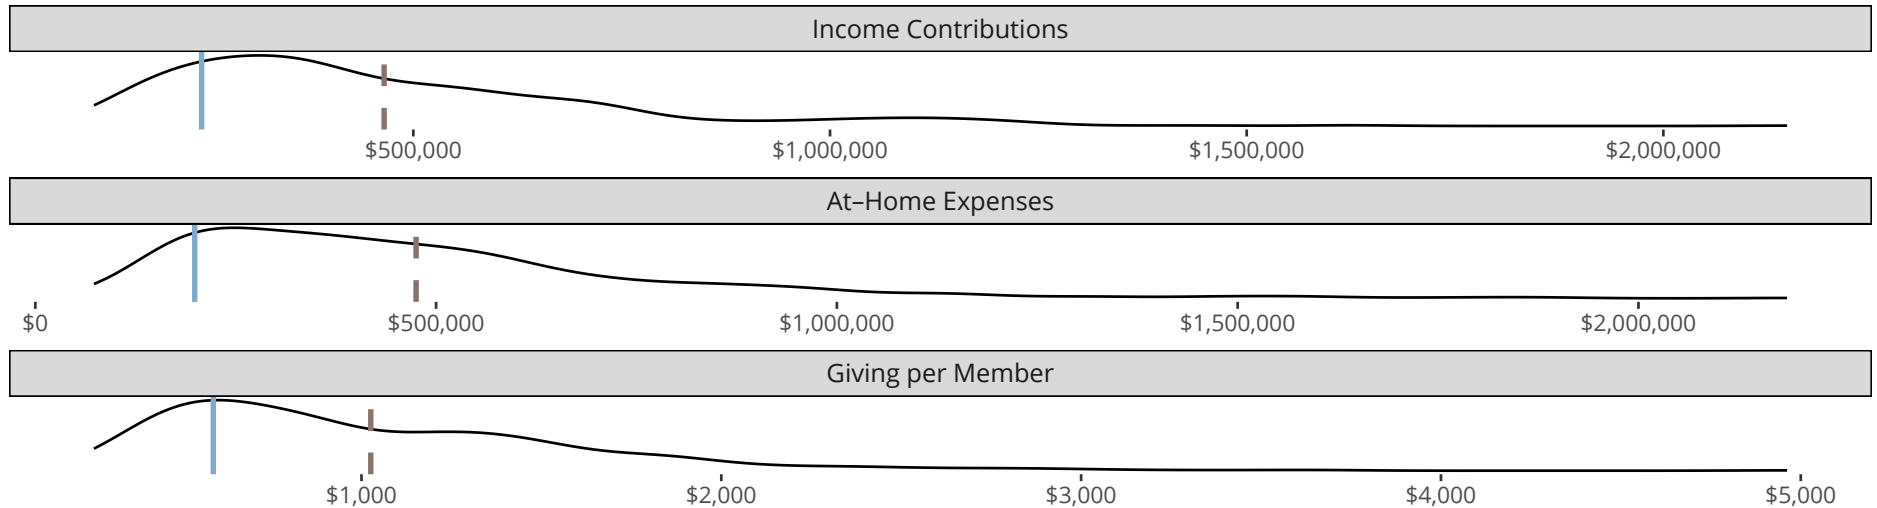 Income Contributions
$500,000 $1,000,000 $1,500,000 $2,000,000
At–Home Expenses
$0 $500,000 $1,000,000 $1,500,000 $2,000,000
Giving per Member
$1,000 $2,000 $3,000 $4,000 $5,000